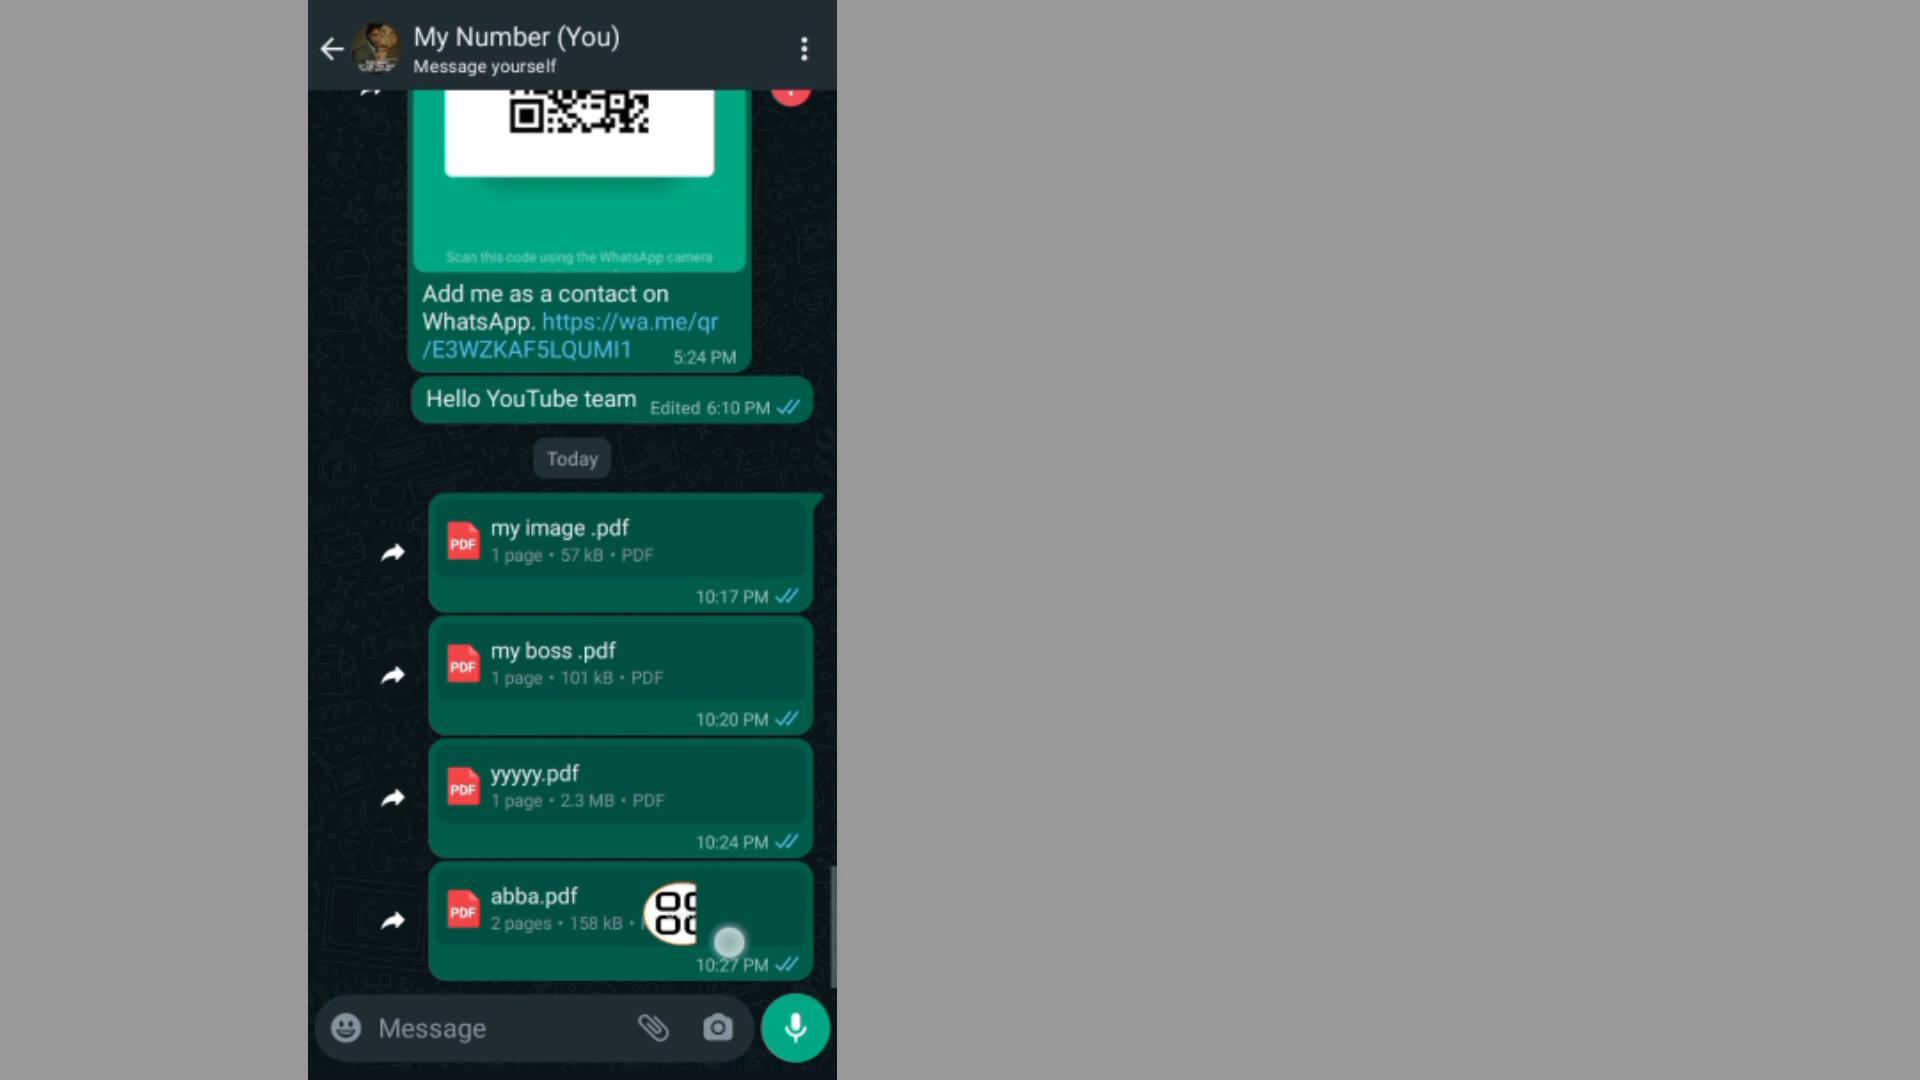 My Number (You)
Message yourself
Scan this code using the WhatsApp camera
Add me as a contact on
WhatsApp. https://wa.me/qr
/E3WZKAF5LQUMI1
5:24 PM
Hello YouTube team
Edited 6:10 PM
Today
my image .pdf
PDF
1 page • 57 kB • PDF
10:17 PM
my boss .pdf
PDF
1 page • 101 kB • PDF
10:20 PM
yyyyy.pdf
PDF
1 page • 2.3 MB • PDF
10:24 PM
abba.pdf
PDF
2 pages • 158 kB •
10:27 PM
Message